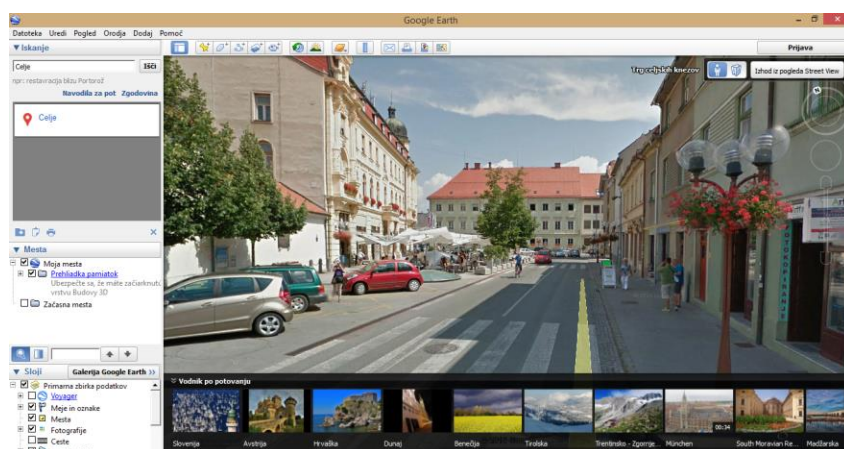 Google Earth
Datoteka Uredi Pogled Orodja Dodaj Pomoč
▼ Iskanje
Prijava
Celje
Išči
npr.: restavracija blizu Portorož
Navodila za pot Zgodovina
Celje
Trg celjskih knezov
Izhod iz pogleda Street View
FOTOKOPIRANJE
▼ Mesta
Moja mesta
Prehliadka pamiatok
Ubezpečte sa, že máte začiarknutú
vrstvu Budovy 3D
Začasna mesta
▼ Sloji
Galerija Google Earth
Primarna zbirka podatkov
Voyager
Meje in oznake
Mesta
Fotografije
Ceste
Vodnik po potovanju
00:34
Slovenija
Avstrija
Hrvaška
Dunaj
Benečija
Tirolska
Trentinsko - Zgornje...
München
South Moravian Re...
Madžarska